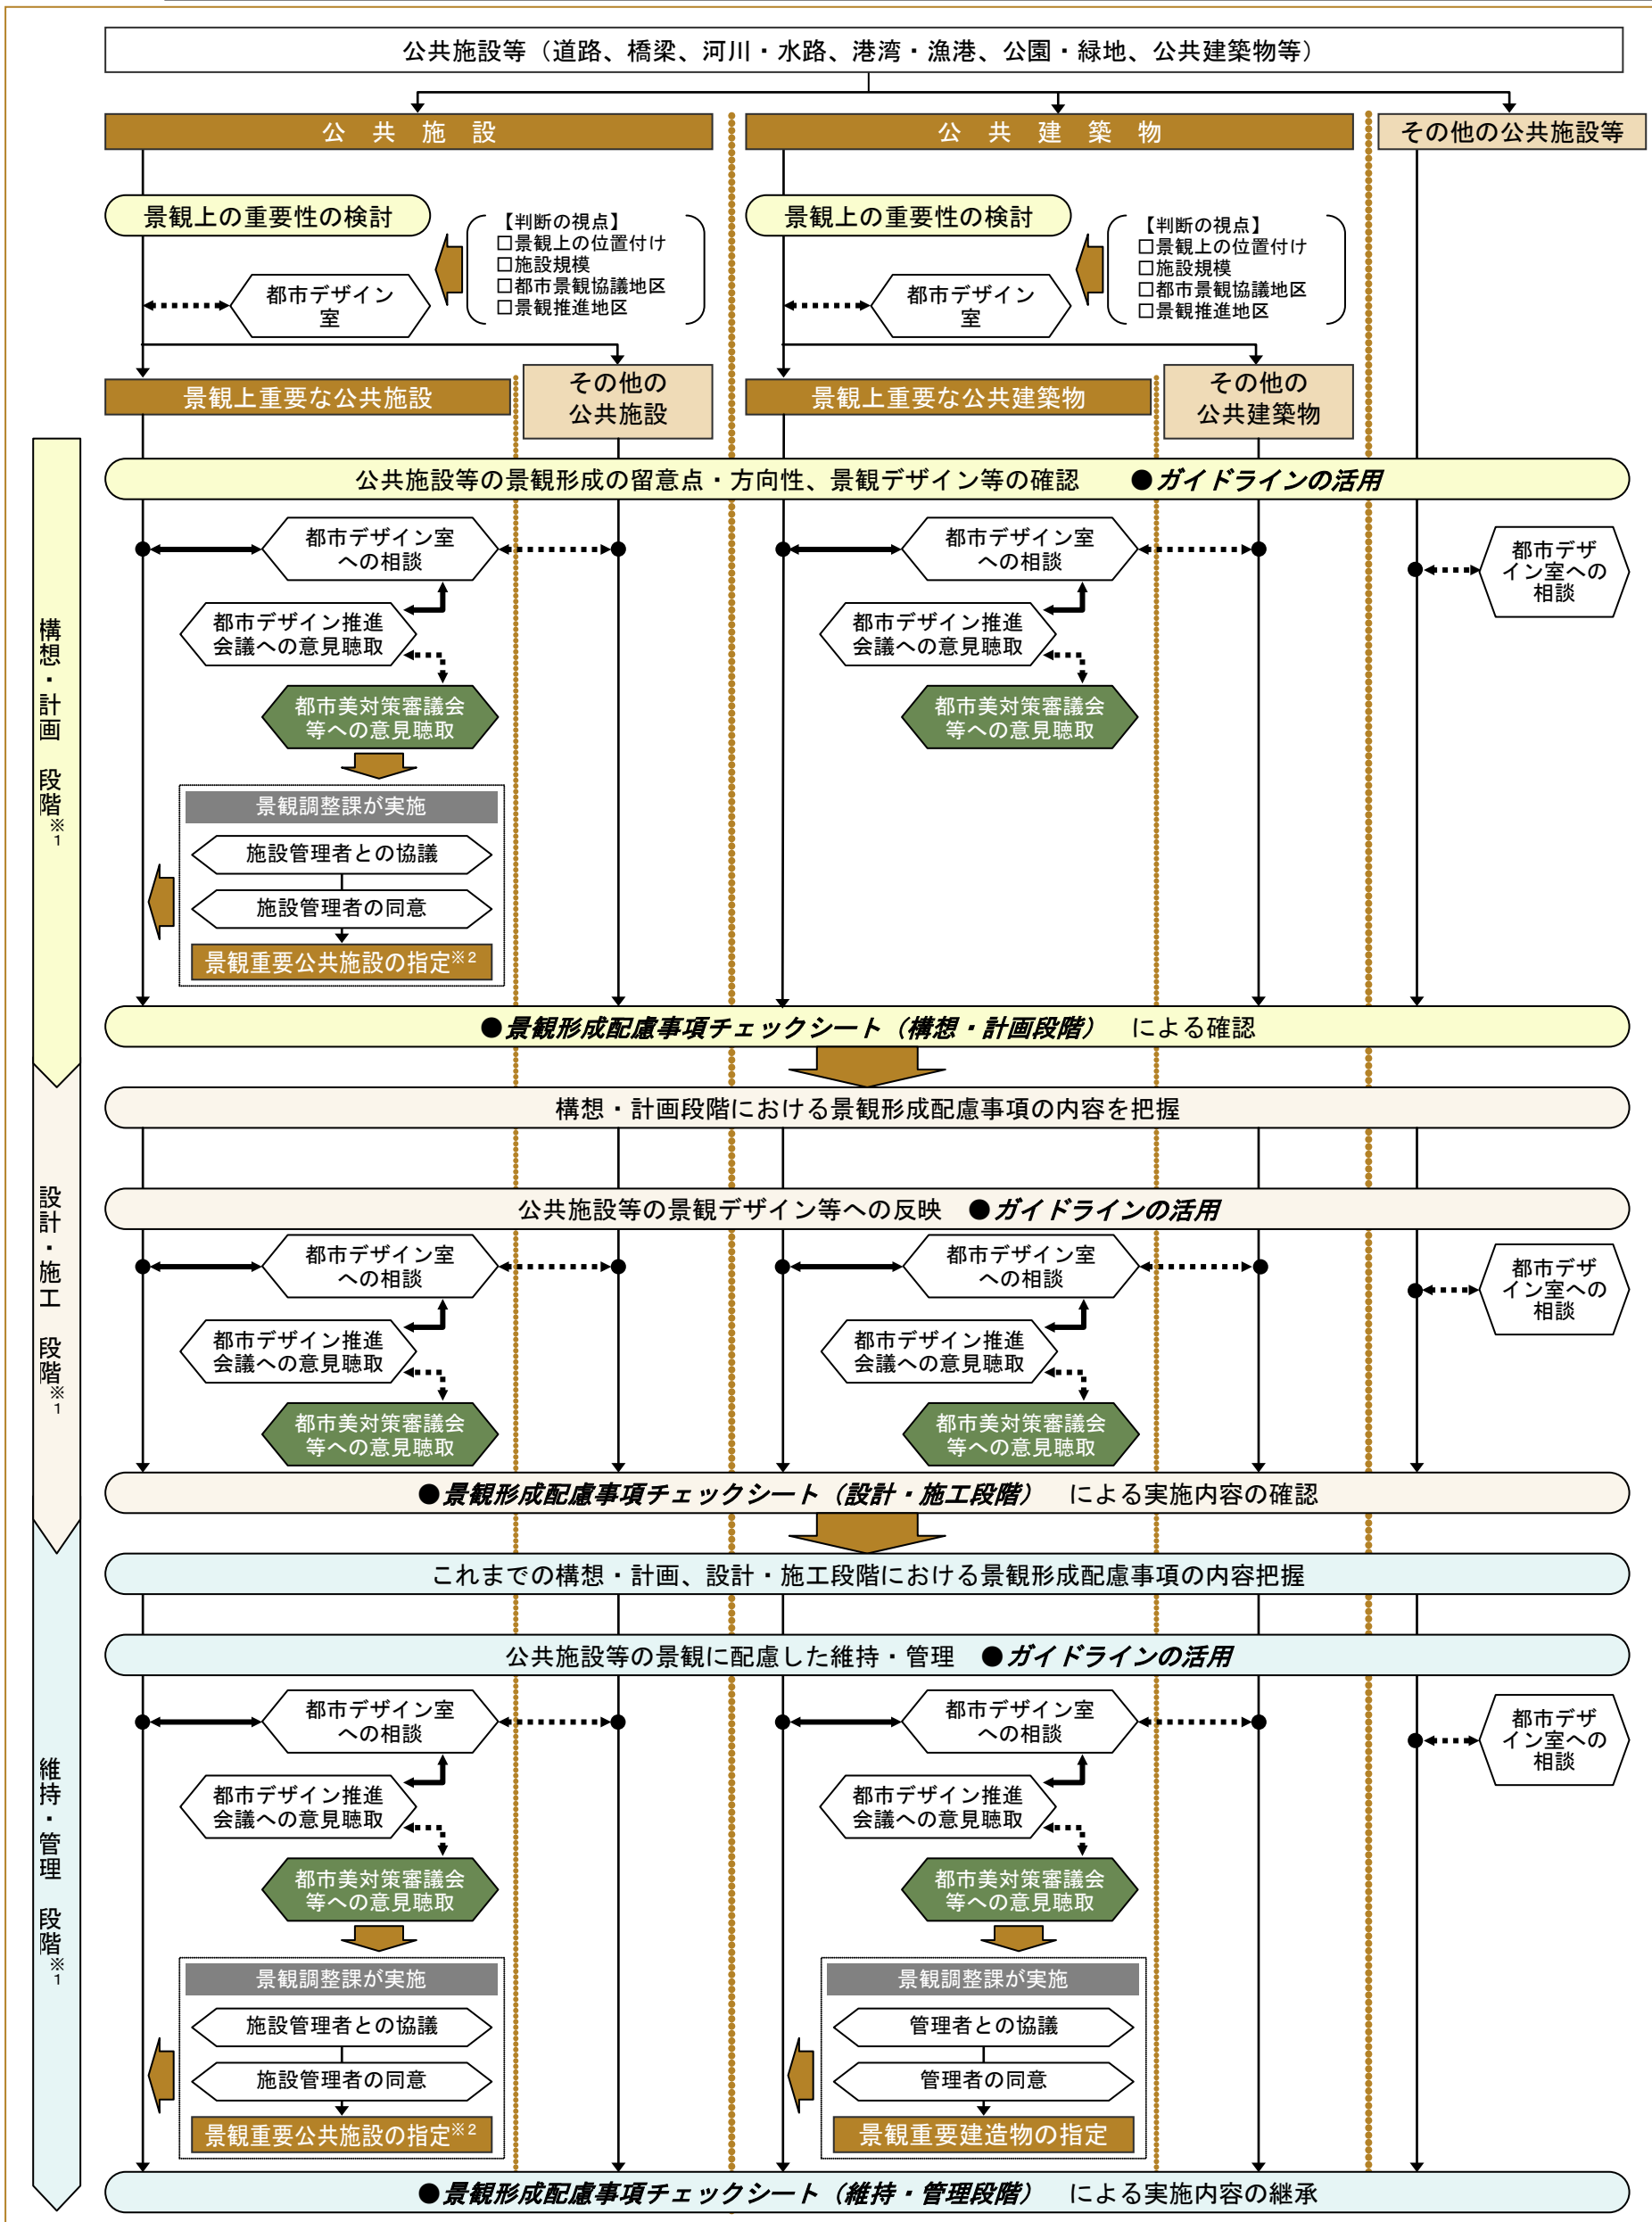 公共施設等（道路、橋梁、河川・水路、港湾・漁港、公園・緑地、公共建築物等）
公共施設
公共建築物
その他の公共施設等
景観上の重要性の検討
【判断の視点】
□景観上の位置付け
□施設規模
□都市景観協議地区
□景観推進地区
都市デザイン
室
景観上の重要性の検討
【判断の視点】
□景観上の位置付け
□施設規模
□都市景観協議地区
□景観推進地区
都市デザイン
室
景観上重要な公共施設
その他の
公共施設
景観上重要な公共建築物
その他の
公共建築物
構想・計画 段階※1
公共施設等の景観形成の留意点・方向性、景観デザイン等の確認 ●ガイドラインの活用
都市デザイン室
への相談
都市デザイン推進
会議への意見聴取
都市美対策審議会
等への意見聴取
景観調整課が実施
施設管理者との協議
施設管理者の同意
景観重要公共施設の指定※2
都市デザイン室
への相談
都市デザイン推進
会議への意見聴取
都市美対策審議会
等への意見聴取
都市デザ
イン室への
相談
●景観形成配慮事項チェックシート（構想・計画段階） による確認
設計・施工 段階※1
構想・計画段階における景観形成配慮事項の内容を把握
公共施設等の景観デザイン等への反映 ●ガイドラインの活用
都市デザイン室
への相談
都市デザイン推進
会議への意見聴取
都市美対策審議会
等への意見聴取
都市デザイン室
への相談
都市デザイン推進
会議への意見聴取
都市美対策審議会
等への意見聴取
都市デザ
イン室への
相談
●景観形成配慮事項チェックシート（設計・施工段階） による実施内容の確認
維持・管理 段階※1
これまでの構想・計画、設計・施工段階における景観形成配慮事項の内容把握
公共施設等の景観に配慮した維持・管理 ●ガイドラインの活用
都市デザイン室
への相談
都市デザイン推進
会議への意見聴取
都市美対策審議会
等への意見聴取
景観調整課が実施
施設管理者との協議
施設管理者の同意
景観重要公共施設の指定※2
都市デザイン室
への相談
都市デザイン推進
会議への意見聴取
都市美対策審議会
等への意見聴取
景観調整課が実施
管理者との協議
管理者の同意
景観重要建造物の指定
都市デザ
イン室への
相談
●景観形成配慮事項チェックシート（維持・管理段階） による実施内容の継承